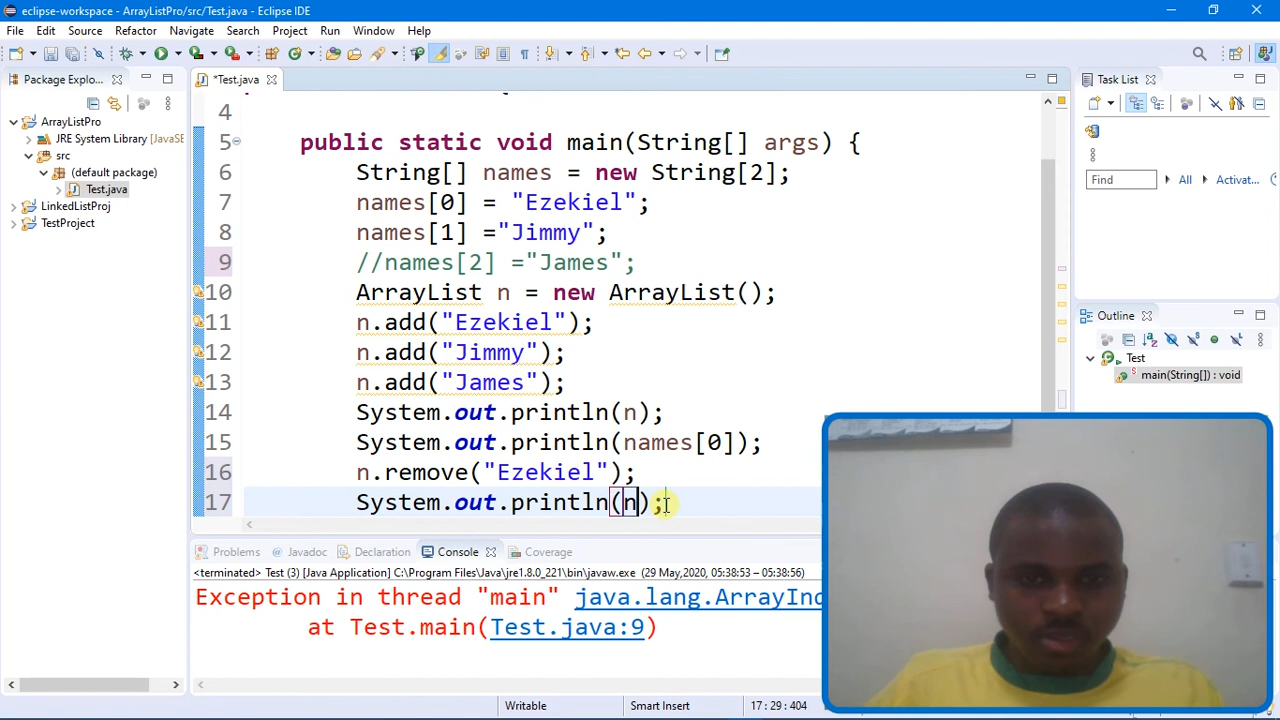 eclipse-workspace - ArrayListPro/src/Test.java - Eclipse IDE
File Edit Source Refactor Navigate Search Project Run Window Help
Package Explo...
*Test.java
Task List
4
ArrayListPro
JRE System Library [JavaSE
src
(default package)
Test.java
LinkedListProj
TestProject
5 public static void main(String[] args) {
6 String[] names = new String[2];
7 names[0] = "Ezekiel";
8 names[1] ="Jimmy";
9 //names[2] ="James";
10 ArrayList n = new ArrayList();
11 n.add("Ezekiel");
12 n.add("Jimmy");
13 n.add("James");
14 System.out.println(n);
15 System.out.println(names[0]);
16 n.remove("Ezekiel");
17 System.out.println(n);
Find All Activat...
Outline
Test
main(String[]) : void
Problems Javadoc Declaration Console Coverage
<terminated> Test (3) [Java Application] C:\Program Files\Java\jre1.8.0_221\bin\javaw.exe (29 May,2020, 05:38:53 – 05:38:56)
Exception in thread "main" java.lang.ArrayInd
at Test.main(Test.java:9)
Writable Smart Insert 17 : 29 : 404